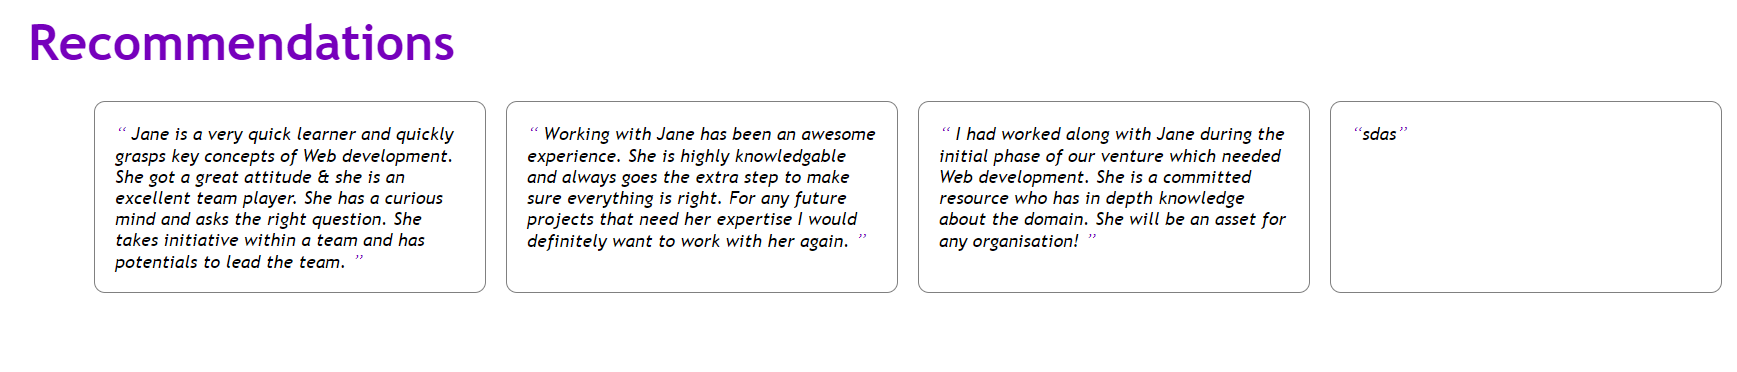 Recommendations
“ Jane is a very quick learner and quickly
grasps key concepts of Web development.
She got a great attitude & she is an
excellent team player. She has a curious
mind and asks the right question. She
takes initiative within a team and has
potentials to lead the team. ”
“ Working with Jane has been an awesome
experience. She is highly knowledgable
and always goes the extra step to make
sure everything is right. For any future
projects that need her expertise I would
definitely want to work with her again. ”
“ I had worked along with Jane during the
initial phase of our venture which needed
Web development. She is a committed
resource who has in depth knowledge
about the domain. She will be an asset for
any organisation! ”
“sdas”